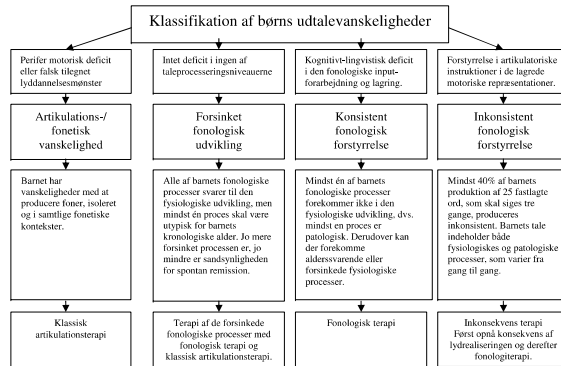 Klassifikation af børns udtalevanskeligheder
Perifer motorisk deficit
eller falsk tilegnet
lyddannelsesmønster
Intet deficit i ingen af
taleprocesseringsniveauerne
Kognitivt-lingvistisk deficit
i den fonologiske input-
forarbejdning og lagring.
Forstyrrelse i artikulatoriske
instruktioner i de lagrede
motoriske repræsentationer.
Artikulations-/
fonetisk
vanskelighed
Forsinket
fonologisk
udvikling
Konsistent
fonologisk
forstyrrelse
Inkonsistent
fonologisk
forstyrrelse
Barnet har
vanskeligheder med at
producere foner, isoleret
og i samtlige fonetiske
kontekster.
Alle af barnets fonologiske
processer svarer til den
fysiologiske udvikling, men
mindst én proces skal være
utypisk for barnets
kronologiske alder. Jo mere
forsinket processen er, jo
mindre er sandsynligheden
for spontan remission.
Mindst én af barnets
fonologiske processer
forekommer ikke i den
fysiologiske udvikling, dvs.
mindst en proces er
patologisk. Derudover kan
der forekomme
alderssvarende eller
forsinkede fysiologiske
processer.
Mindst 40% af barnets
produktion af 25 fastlagte
ord, som skal siges tre
gange, produceres
inkonsistent. Barnets tale
indeholder både
fysiologiskes og patologiske
processer, som varier fra
gang til gang.
Klassisk
artikulationsterapi
Terapi af de forsinkede
fonologiske processer med
fonologisk terapi og
klassisk artikulationsterapi.
Fonologisk terapi
Inkonsekvens terapi
Først opnå konsekvens af
lydrealiseringen og derefter
fonologiterapi.